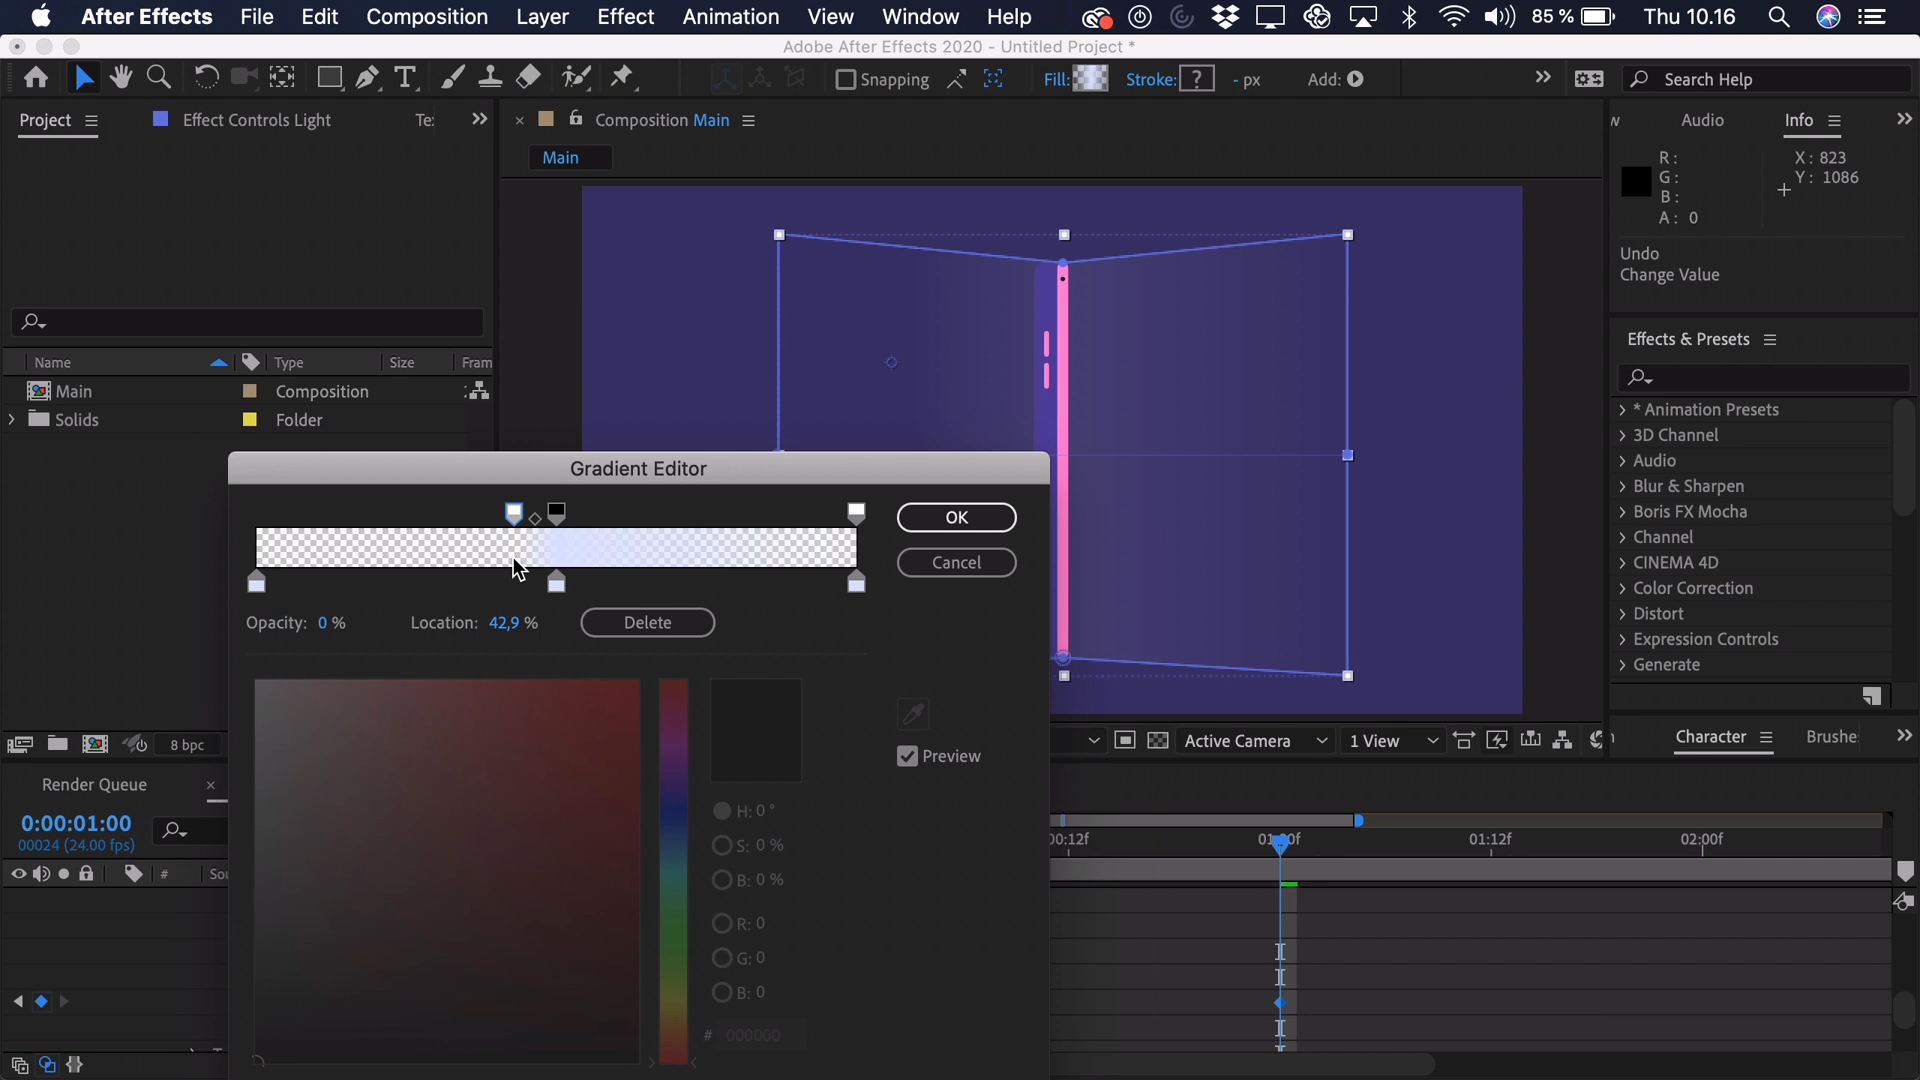 After Effects File Edit Composition Layer Effect Animation View Window Help 85 % Thu 10.16
Adobe After Effects 2020 - Untitled Project *
Snapping Fill: Stroke: ? - px Add: Search Help
Project Effect Controls Light Composition Main Audio Info
Main
R: X: 823
G: Y: 1086
B:
A: 0
Undo
Change Value
Effects & Presets
Name Type Size Fram
Main Composition
Solids Folder
* Animation Presets
3D Channel
Audio
Blur & Sharpen
Boris FX Mocha
Channel
CINEMA 4D
Color Correction
Distort
Expression Controls
Generate
Gradient Editor
OK
Cancel
Opacity: 0 % Location: 42,9 % Delete
Preview
H: 0 °
S: 0 %
B: 0 %
R: 0
G: 0
B: 0
# 000000
8 bpc
Active Camera 1 View
Character Brushe
Render Queue
0:00:01:00
00024 (24.00 fps)
# Sou
00:12f 01:00f 01:12f 02:00f